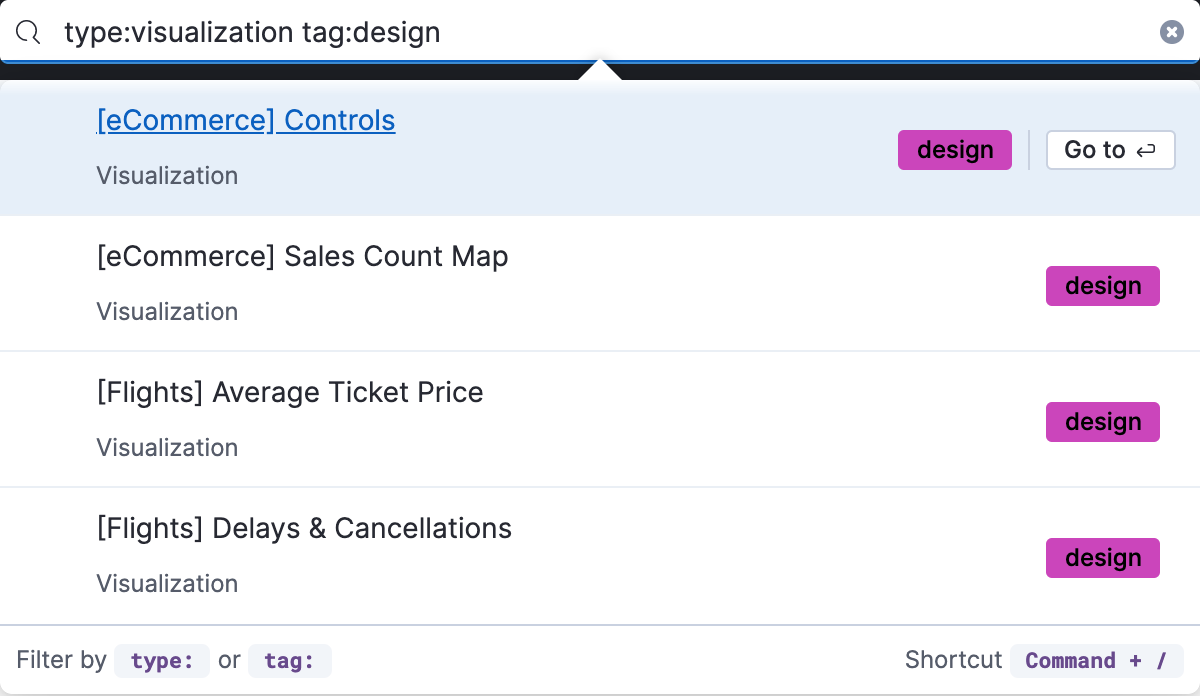 type:visualization tag:design
[eCommerce] Controls
Visualization
design
Go to
[eCommerce] Sales Count Map
Visualization
design
[Flights] Average Ticket Price
Visualization
design
[Flights] Delays & Cancellations
Visualization
design
Filter by type: or tag: Shortcut Command + /